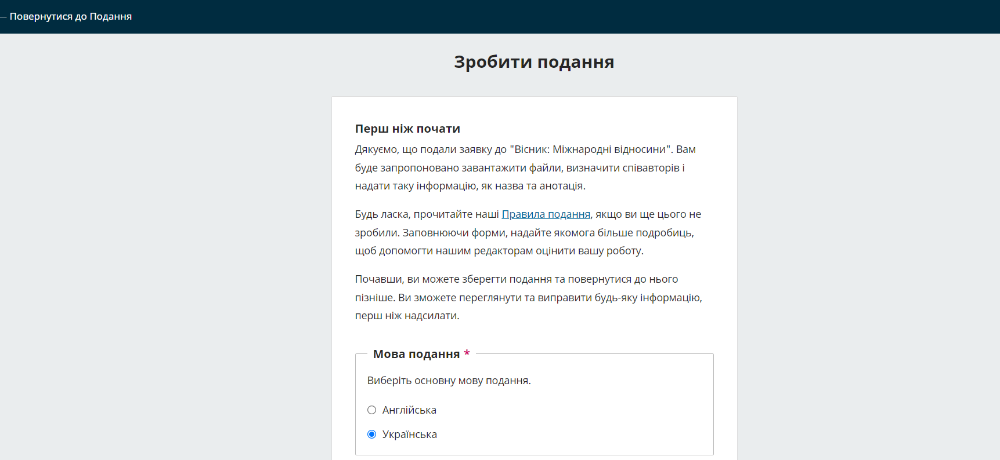 — Повернутися до Подання
Зробити подання
Перш ніж почати
Дякуємо, що подали заявку до "Вісник: Міжнародні відносини". Вам
буде запропоновано завантажити файли, визначити співавторів і
надати таку інформацію, як назва та анотація.
Будь ласка, прочитайте наші Правила подання, якщо ви ще цього не
зробили. Заповнюючи форми, надайте якомога більше подробиць,
щоб допомогти нашим редакторам оцінити вашу роботу.
Почавши, ви можете зберегти подання та повернутися до нього
пізніше. Ви зможете переглянути та виправити будь-яку інформацію,
перш ніж надсилати.
Мова подання *
Виберіть основну мову подання.
Англійська
Українська